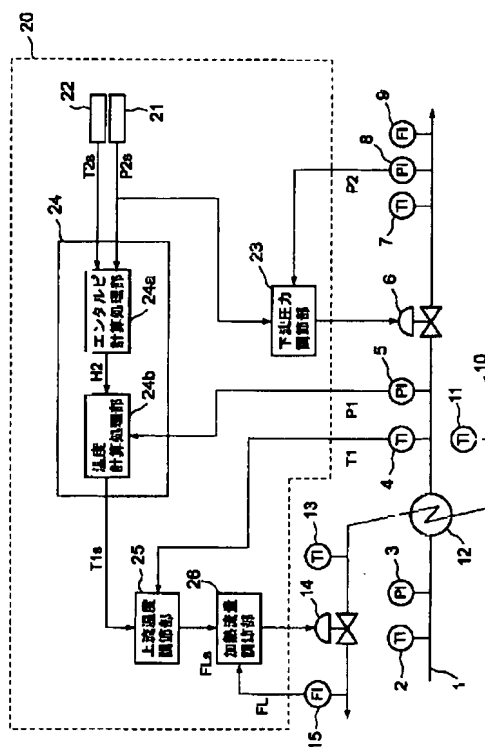 20
22
21
T2s
P2s
24
エンタルピ
計算処理部
24a
H2
24b
温度
計算処理部
T1s
25
上流温度
調節部
26
FLs
加熱流量
調節部
FL
23
下流圧力
調節部
P2
P1
T1
9
FI
8
PI
7
TI
6
5
PI
4
TI
11
TI
10
13
TI
14
15
FI
12
3
PI
2
TI
1